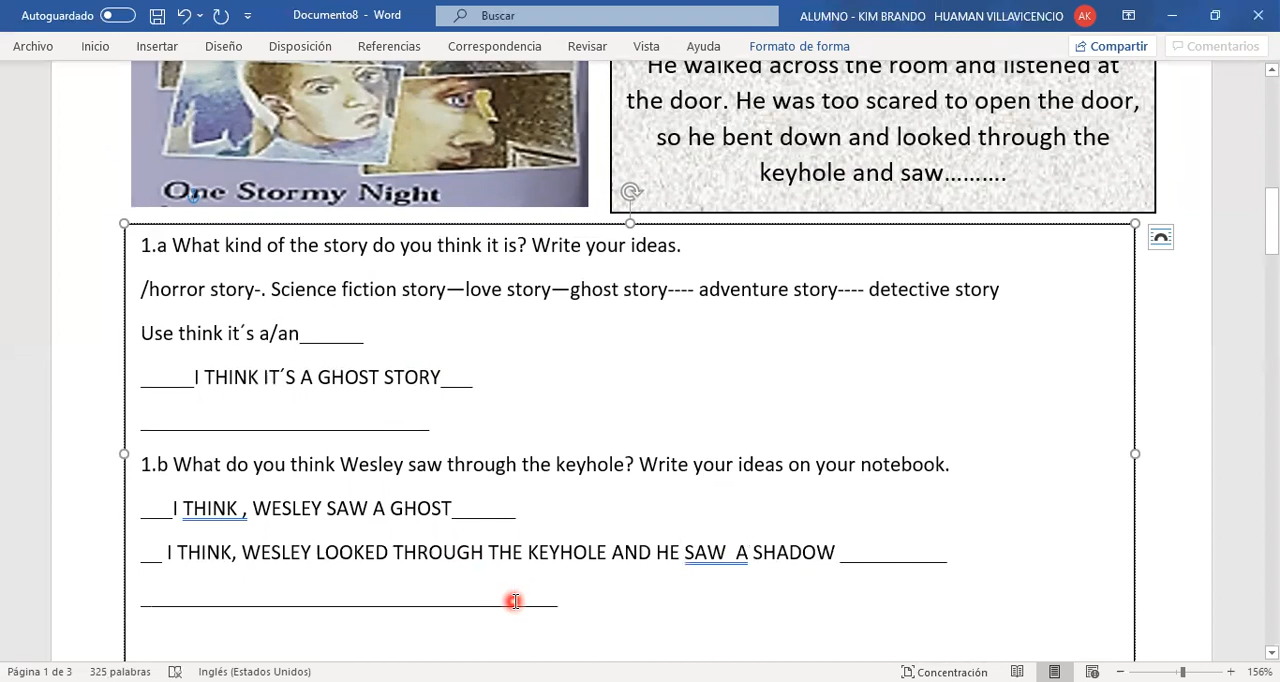 Autoguardado
Documento8 - Word
Buscar
ALUMNO - KIM BRANDO HUAMAN VILLAVICENCIO
AK
Archivo Inicio Insertar Diseño Disposición Referencias Correspondencia Revisar Vista Ayuda Formato de forma
Compartir
Comentarios
One Stormy Night
He walked across the room and listened at
the door. He was too scared to open the door,
so he bent down and looked through the
keyhole and saw..........
1.a What kind of the story do you think it is? Write your ideas.
/horror story-. Science fiction story—love story—ghost story---- adventure story---- detective story
Use think it´s a/an______
_____I THINK IT´S A GHOST STORY___
___________________________
1.b What do you think Wesley saw through the keyhole? Write your ideas on your notebook.
___I THINK , WESLEY SAW A GHOST______
__ I THINK, WESLEY LOOKED THROUGH THE KEYHOLE AND HE SAW  A SHADOW __________
_______________________________________
Página 1 de 3 325 palabras Inglés (Estados Unidos) Concentración 156%